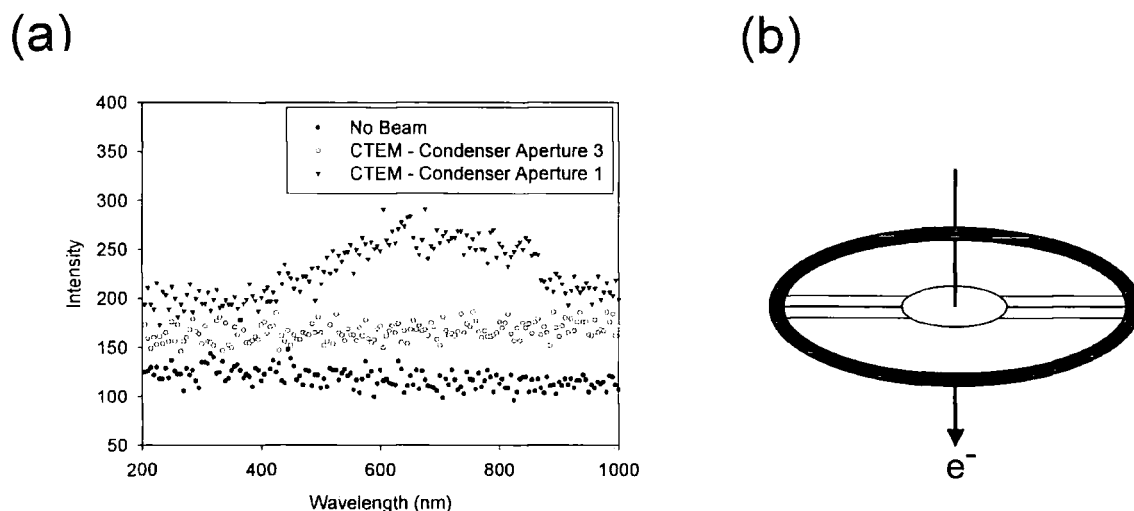 (a)
(b)
400
350
300
250
200
150
100
50
Intensity
No Beam
CTEM - Condenser Aperture 3
CTEM - Condenser Aperture 1
200
400
600
800
1000
Wavelength (nm)
e-